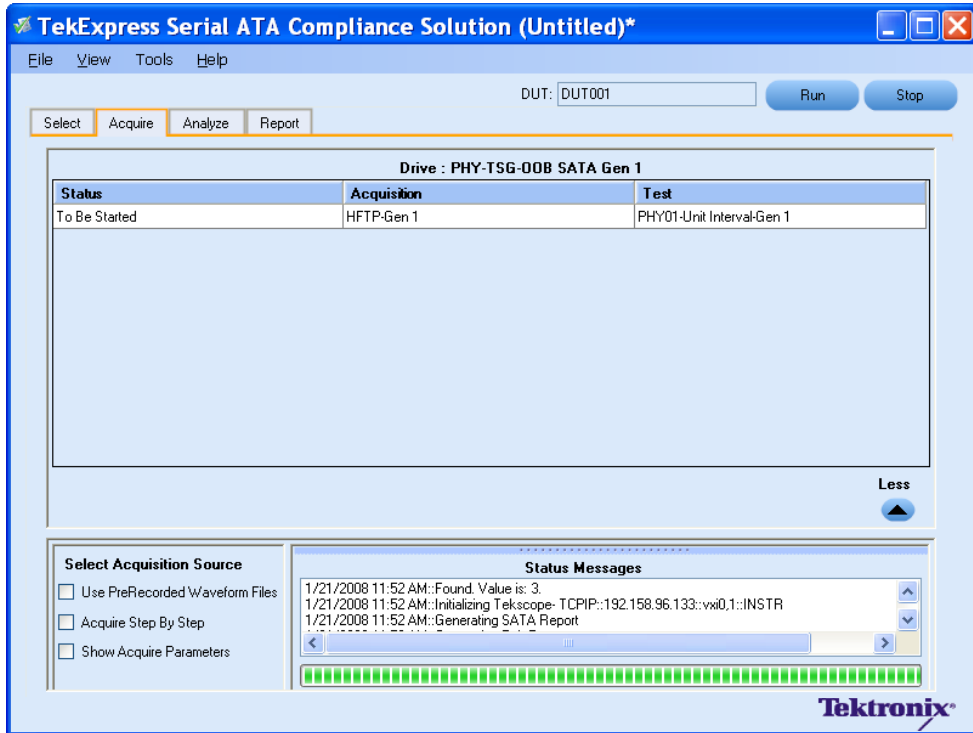 TekExpress Serial ATA Compliance Solution (Untitled)*
File View Tools Help
DUT: DUT001 Run Stop
Select Acquire Analyze Report
Drive : PHY-TSG-OOB SATA Gen 1
Status Acquisition Test
To Be Started HFTP-Gen 1 PHY01-Unit Interval-Gen 1
Less
Select Acquisition Source
Use PreRecorded Waveform Files
Acquire Step By Step
Show Acquire Parameters
Status Messages
1/21/2008 11:52 AM::Found. Value is: 3.
1/21/2008 11:52 AM::Initializing Tekscope- TCPIP::192.158.96.133::vxi0,1::INSTR
1/21/2008 11:52 AM::Generating SATA Report
Tektronix